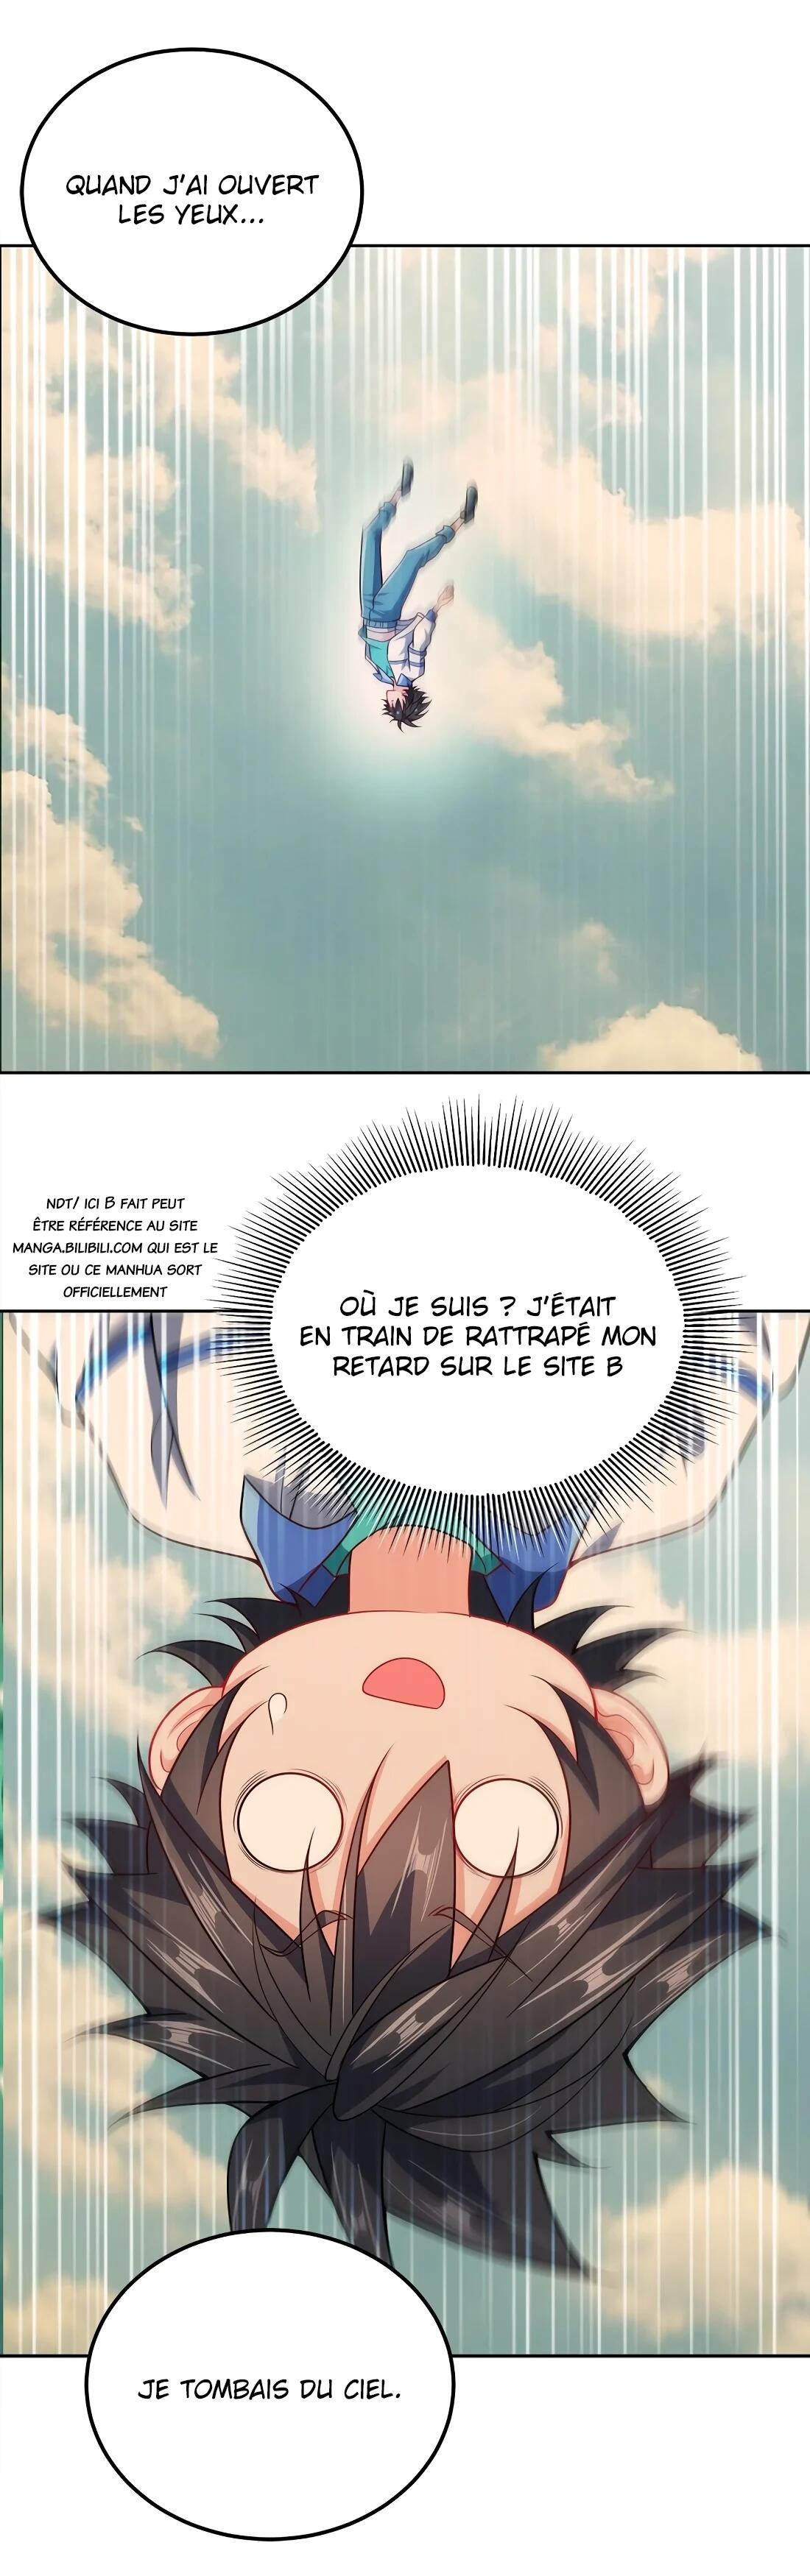 QUAND J'AI OUVERT
LES YEUX...
NDT/ ICI B FAIT PEUT
ÊTRE RÉFÉRENCE AU SITE
MANGA.BILIBILI.COM QUI EST LE
SITE OU CE MANHUA SORT
OFFICIELLEMENT
OÙ JE SUIS ? J'ÉTAIT
EN TRAIN DE RATTRAPÉ MON
RETARD SUR LE SITE B
JE TOMBAIS DU CIEL.